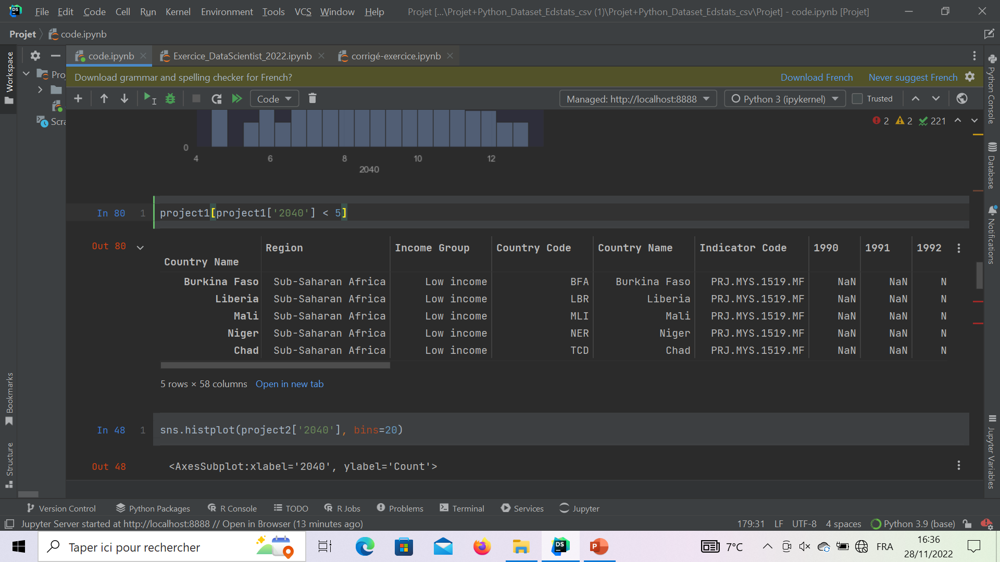 DS File Edit Code Cell Run Kernel Environment Tools VCS Window Help Projet [...\Projet+Python_Dataset_Edstats_csv (1)\Projet+Python_Dataset_Edstats_csv\Projet] - code.ipynb [Projet]
Projet code.ipynb
Workspace
Proj
Scra
code.ipynb Exercice_DataScientist_2022.ipynb corrigé-exercice.ipynb
Download grammar and spelling checker for French? Download French Never suggest French
Code Managed: http://localhost:8888 Python 3 (ipykernel) Trusted
2 2 221
0
4 6 8 10 12
2040
In 80 1 project1[project1['2040'] < 5]
Out 80
Region Income Group Country Code Country Name Indicator Code 1990 1991 1992
Country Name
Burkina Faso Sub-Saharan Africa Low income BFA Burkina Faso PRJ.MYS.1519.MF NaN NaN N
Liberia Sub-Saharan Africa Low income LBR Liberia PRJ.MYS.1519.MF NaN NaN N
Mali Sub-Saharan Africa Low income MLI Mali PRJ.MYS.1519.MF NaN NaN N
Niger Sub-Saharan Africa Low income NER Niger PRJ.MYS.1519.MF NaN NaN N
Chad Sub-Saharan Africa Low income TCD Chad PRJ.MYS.1519.MF NaN NaN N
5 rows × 58 columns Open in new tab
In 48 1 sns.histplot(project2['2040'], bins=20)
Out 48 <AxesSubplot:xlabel='2040', ylabel='Count'>
Bookmarks
Structure
Python Console
Database
Notifications
Jupyter Variables
Version Control Python Packages R Console TODO R Jobs Problems Terminal Services Jupyter
Jupyter Server started at http://localhost:8888 // Open in Browser (13 minutes ago) 179:31 LF UTF-8 4 spaces Python 3.9 (base)
Taper ici pour rechercher DS P 7°C FRA 16:36
28/11/2022